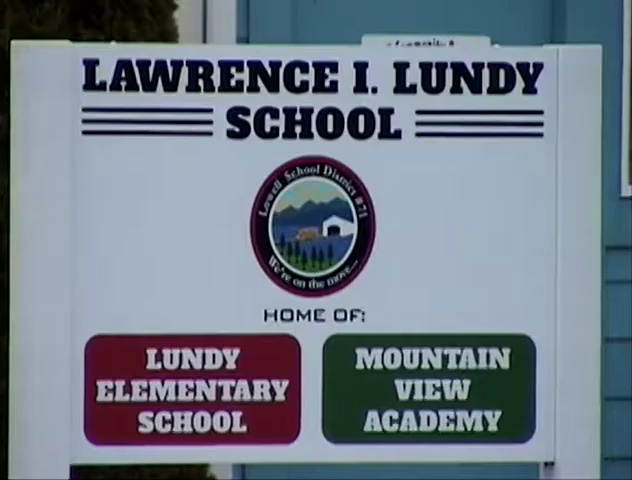 LAWRENCE I. LUNDY
SCHOOL
Lowell School District #71
We're on the move...
HOME OF:
LUNDY
ELEMENTARY
SCHOOL
MOUNTAIN
VIEW
ACADEMY